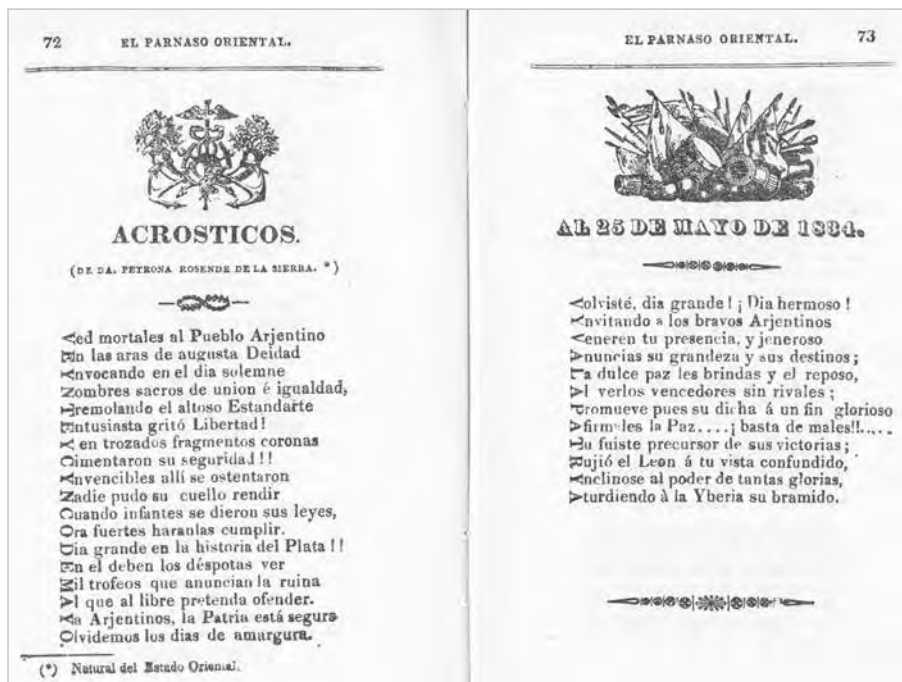 72 EL PARNASO ORIENTAL.
ACROSTICOS.
(DE DA. PETRONA ROSENDE DE LA SIERRA. *)
Ved mortales al Pueblo Arjentino
En las aras de augusta Deidad
Ynvocando en el dia solemne
Nombres sacros de union é igualdad,
Tremolando el altoso Estandarte
Entusiasta gritó Libertad!
Y en trozados fragmentos coronas
Cimentaron su seguridad!!
Ynvencibles allí se ostentaron
Nadie pudo su cuello rendir
Cuando infantes se dieron sus leyes,
Ora fuertes haranlas cumplir.
Dia grande en la historia del Plata!!
En el deben los déspotas ver
Mil trofeos que anuncian la ruina
Al que al libre pretenda ofender.
Ya Arjentinos, la Patria está segura
Olvidemos los dias de amargura.
(*) Natural del Estado Oriental.
EL PARNASO ORIENTAL. 73
AL 25 DE MAYO DE 1834.
Volvisté, dia grande! ¡Dia hermoso!
Ynvitando a los bravos Arjentinos
Veneren tu presencia, y jeneroso
Anuncias su grandeza y sus destinos;
La dulce paz les brindas y el reposo,
Al verlos vencedores sin rivales;
Promueve pues su dicha á un fin glorioso
Afirmales la Paz....¡basta de males!!.....
Tu fuiste precursor de sus victorias;
Rujió el Leon á tu vista confundido,
Ynclinose al poder de tantas glorias,
Aturdiendo à la Yberia su bramido.